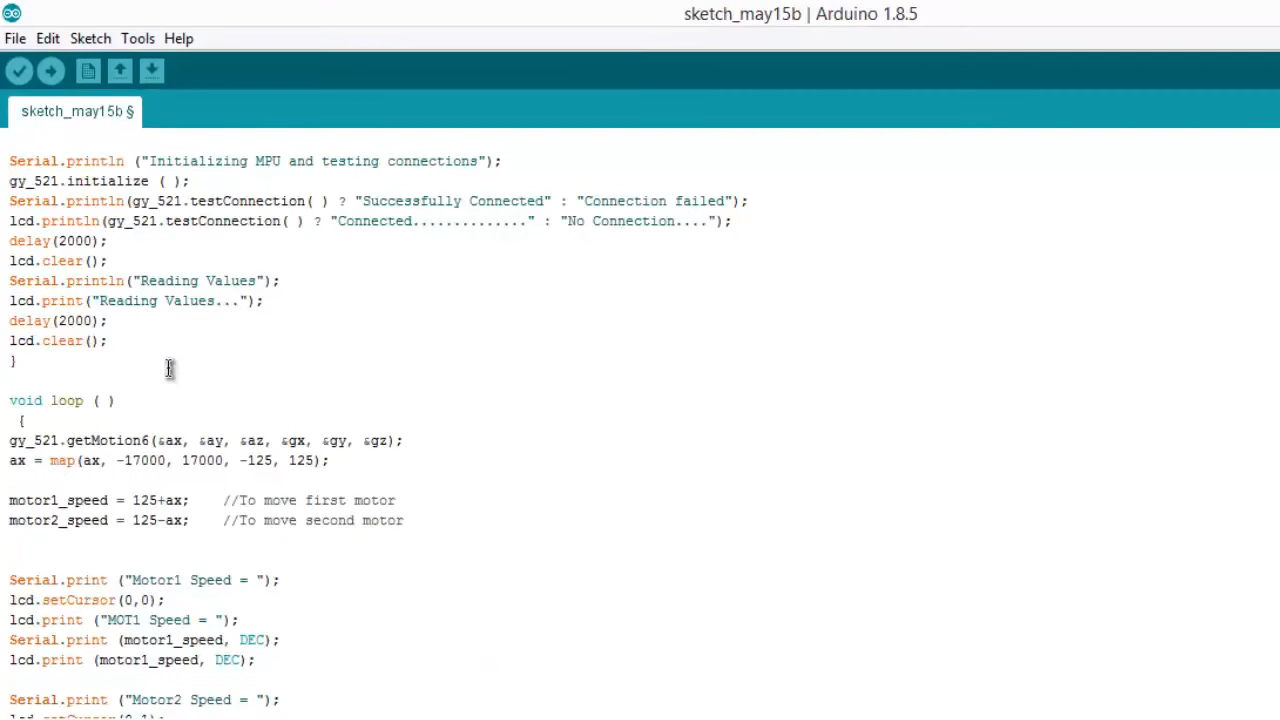 sketch_may15b | Arduino 1.8.5
File Edit Sketch Tools Help
sketch_may15b §
Serial.println ("Initializing MPU and testing connections");
gy_521.initialize ( );
Serial.println(gy_521.testConnection( ) ? "Successfully Connected" : "Connection failed");
lcd.println(gy_521.testConnection( ) ? "Connected.............." : "No Connection....");
delay(2000);
lcd.clear();
Serial.println("Reading Values");
lcd.print("Reading Values...");
delay(2000);
lcd.clear();
}
void loop ( )
{
gy_521.getMotion6(&ax, &ay, &az, &gx, &gy, &gz);
ax = map(ax, -17000, 17000, -125, 125);
motor1_speed = 125+ax;    //To move first motor
motor2_speed = 125-ax;    //To move second motor
Serial.print ("Motor1 Speed = ");
lcd.setCursor(0,0);
lcd.print ("MOT1 Speed = ");
Serial.print (motor1_speed, DEC);
lcd.print (motor1_speed, DEC);
Serial.print ("Motor2 Speed = ");
lcd.setCursor(0,1);